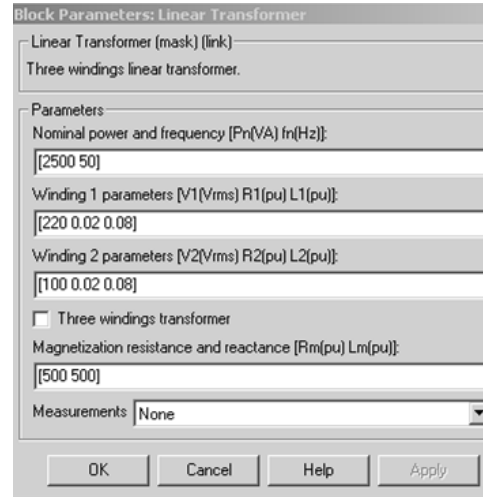 Block Parameters: Linear Transformer
Linear Transformer (mask) (link)
Three windings linear transformer.
Parameters
Nominal power and frequency [Pn(VA) fn(Hz)]:
[2500 50]
Winding 1 parameters [V1(Vrms) R1(pu) L1(pu)]:
[220 0.02 0.08]
Winding 2 parameters [V2(Vrms) R2(pu) L2(pu)]:
[100 0.02 0.08]
Three windings transformer
Magnetization resistance and reactance [Rm(pu) Lm(pu)]:
[500 500]
Measurements None
OK Cancel Help Apply